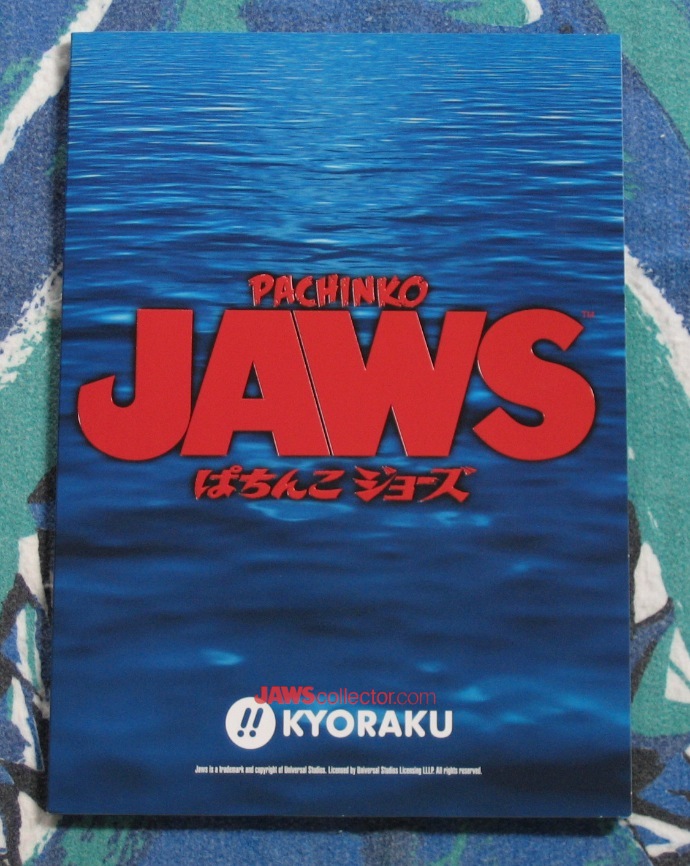 PACHINKO
JAWS™
ぱちんこ ジョーズ
JAWScollector.com
!! KYORAKU
Jaws is a trademark and copyright of Universal Studios. Licensed by Universal Studios Licensing LLLP. All rights reserved.